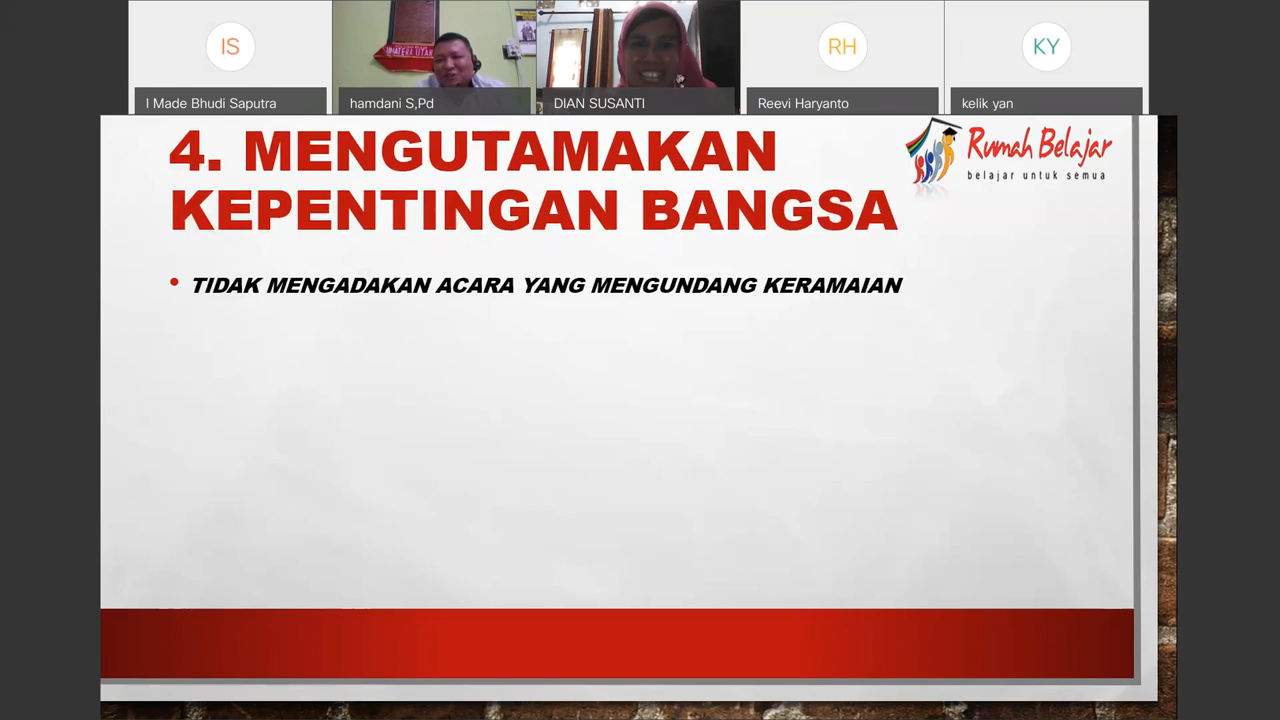 IS
RH
KY
I Made Bhudi Saputra
hamdani S,Pd
DIAN SUSANTI
Reevi Haryanto
kelik yan
4. MENGUTAMAKAN
KEPENTINGAN BANGSA
Rumah Belajar
belajar untuk semua
• TIDAK MENGADAKAN ACARA YANG MENGUNDANG KERAMAIAN